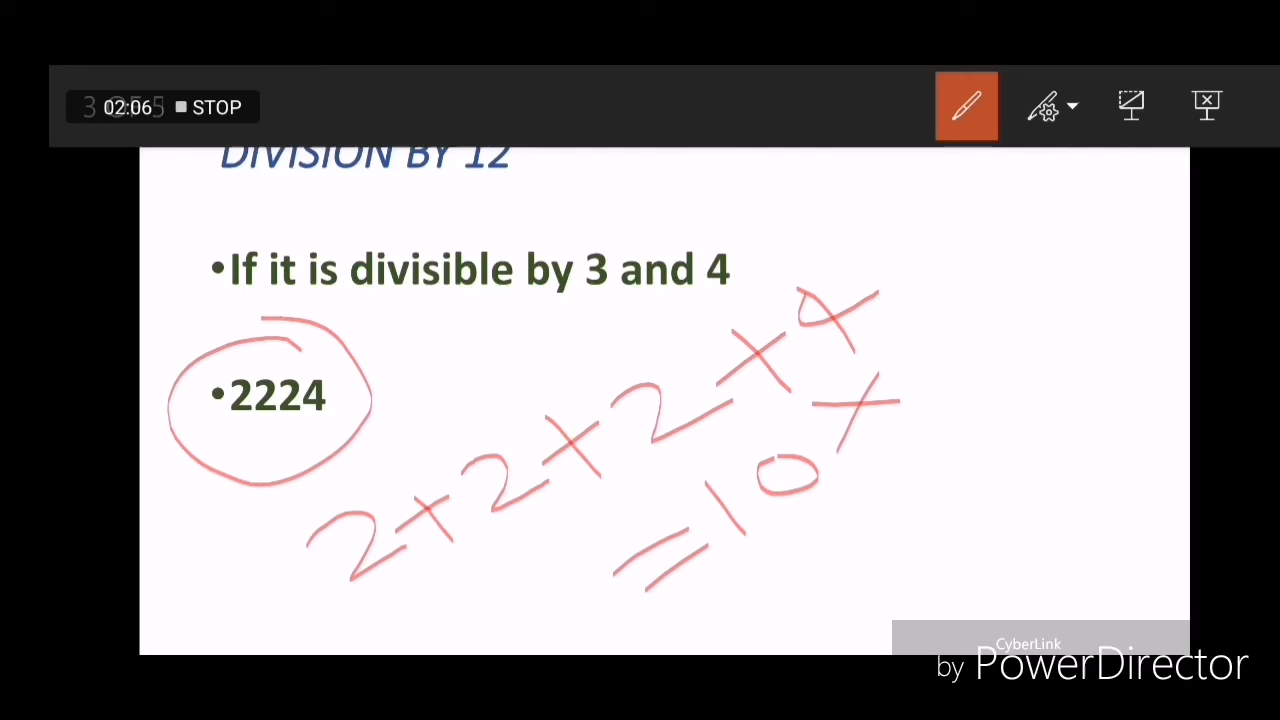 02:06 STOP
DIVISION BY 12
•If it is divisible by 3 and 4
•2224
2+2+2+4
=10 X
CyberLink
by PowerDirector